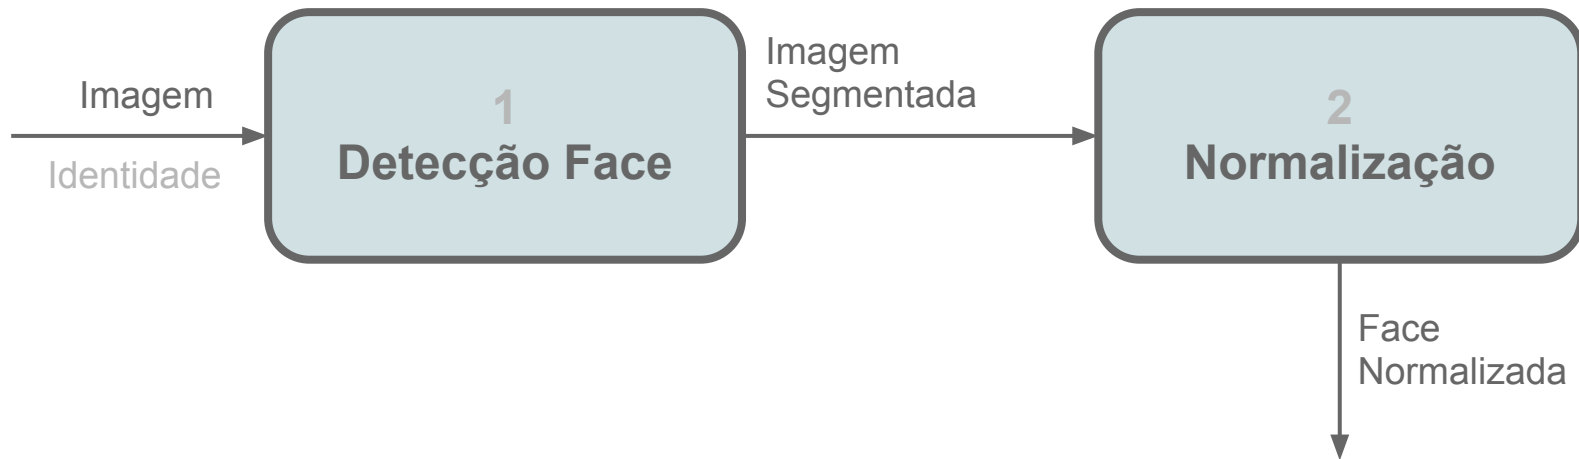 Imagem
Identidade
1
Detecção Face
Imagem
Segmentada
2
Normalização
Face
Normalizada